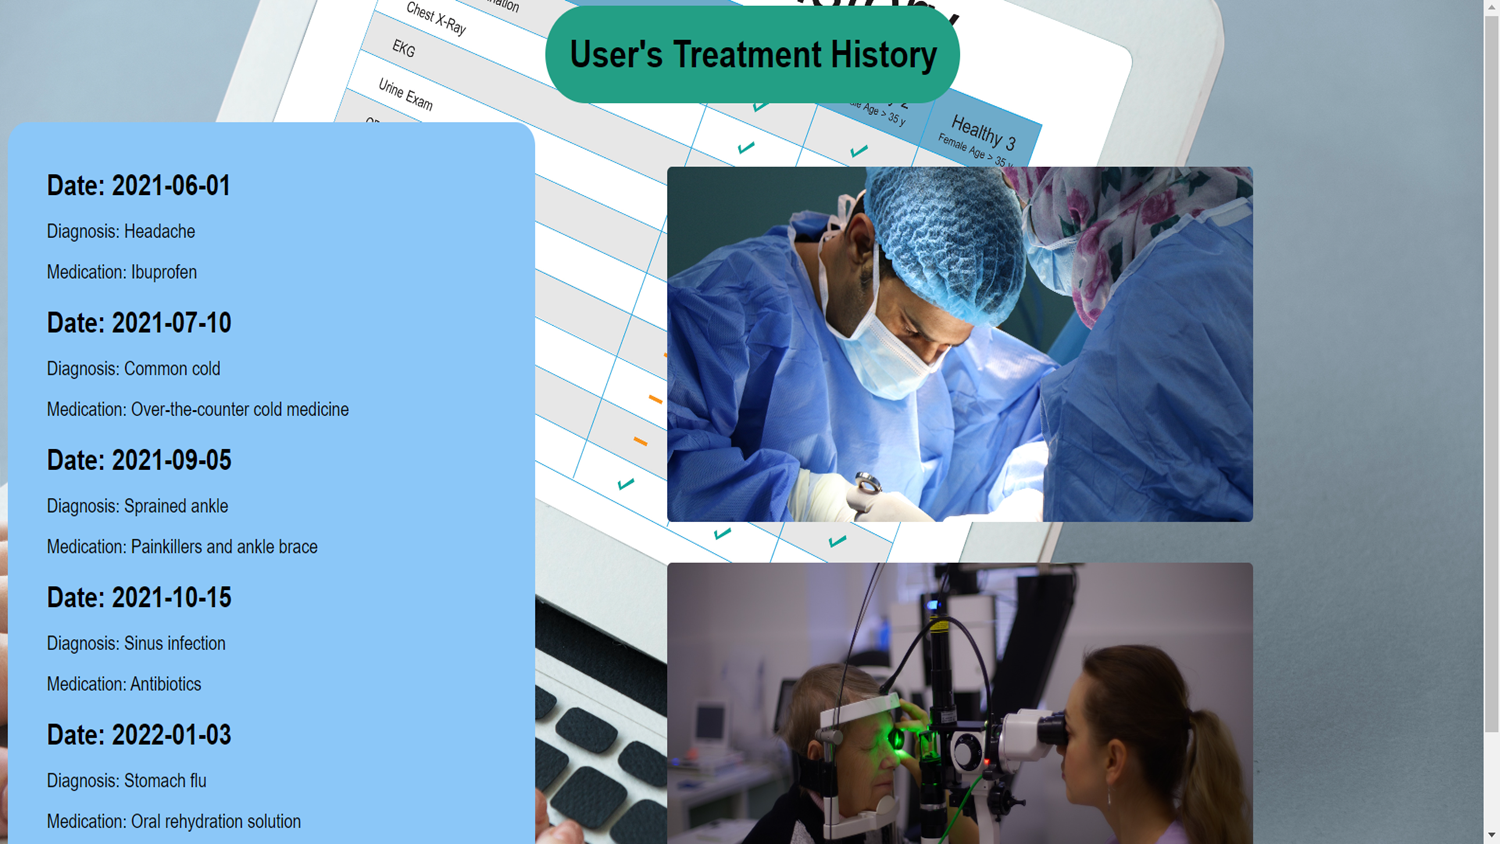 User's Treatment History
Chest X-Ray
EKG
Urine Exam
Age > 35 y
Healthy 3
Female Age > 35 y
Date: 2021-06-01
Diagnosis: Headache
Medication: Ibuprofen
Date: 2021-07-10
Diagnosis: Common cold
Medication: Over-the-counter cold medicine
Date: 2021-09-05
Diagnosis: Sprained ankle
Medication: Painkillers and ankle brace
Date: 2021-10-15
Diagnosis: Sinus infection
Medication: Antibiotics
Date: 2022-01-03
Diagnosis: Stomach flu
Medication: Oral rehydration solution